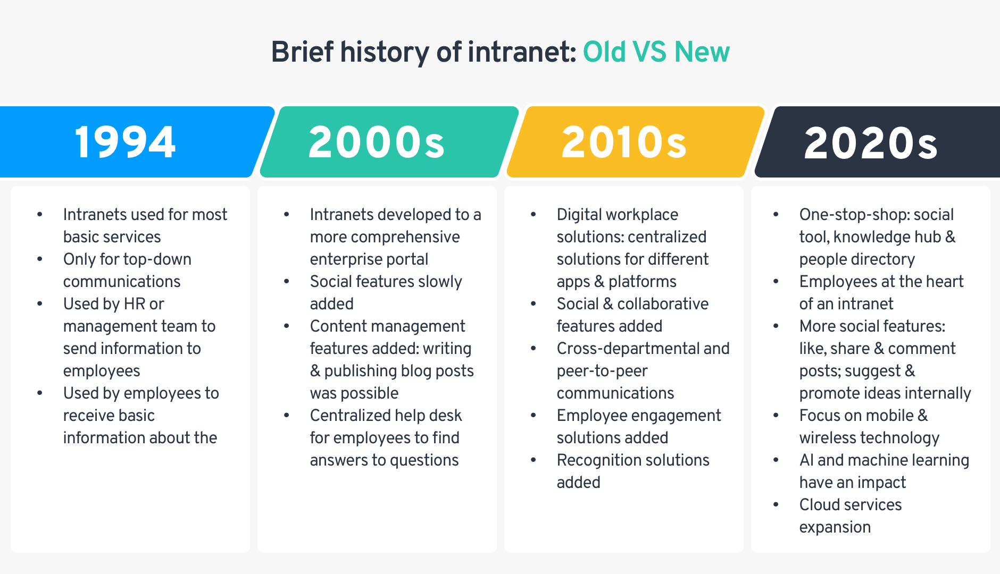 Brief history of intranet: Old VS New
1994
2000s
2010s
2020s
• Intranets used for most
basic services
• Only for top-down
communications
• Used by HR or
management team to
send information to
employees
• Used by employees to
receive basic
information about the
• Intranets developed to a
more comprehensive
enterprise portal
• Social features slowly
added
• Content management
features added: writing
& publishing blog posts
was possible
• Centralized help desk
for employees to find
answers to questions
• Digital workplace
solutions: centralized
solutions for different
apps & platforms
• Social & collaborative
features added
• Cross-departmental and
peer-to-peer
communications
• Employee engagement
solutions added
• Recognition solutions
added
• One-stop-shop: social
tool, knowledge hub &
people directory
• Employees at the heart
of an intranet
• More social features:
like, share & comment
posts; suggest &
promote ideas internally
• Focus on mobile &
wireless technology
• AI and machine learning
have an impact
• Cloud services
expansion